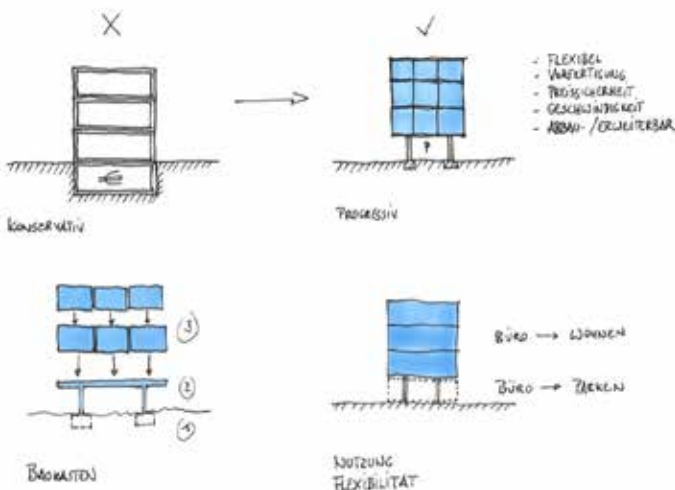 KONSERVATIV
PROGRESSIV
- FLEXIBEL
- VORFERTIGUNG
- PREISSICHERHEIT
- GESCHWINDIGKEIT
- ABBAU-/ERWEITERBAR
P
3
2
1
BAUKASTEN
BÜRO → WOHNEN
BÜRO → PARKEN
NUTZUNG
FLEXIBILITÄT